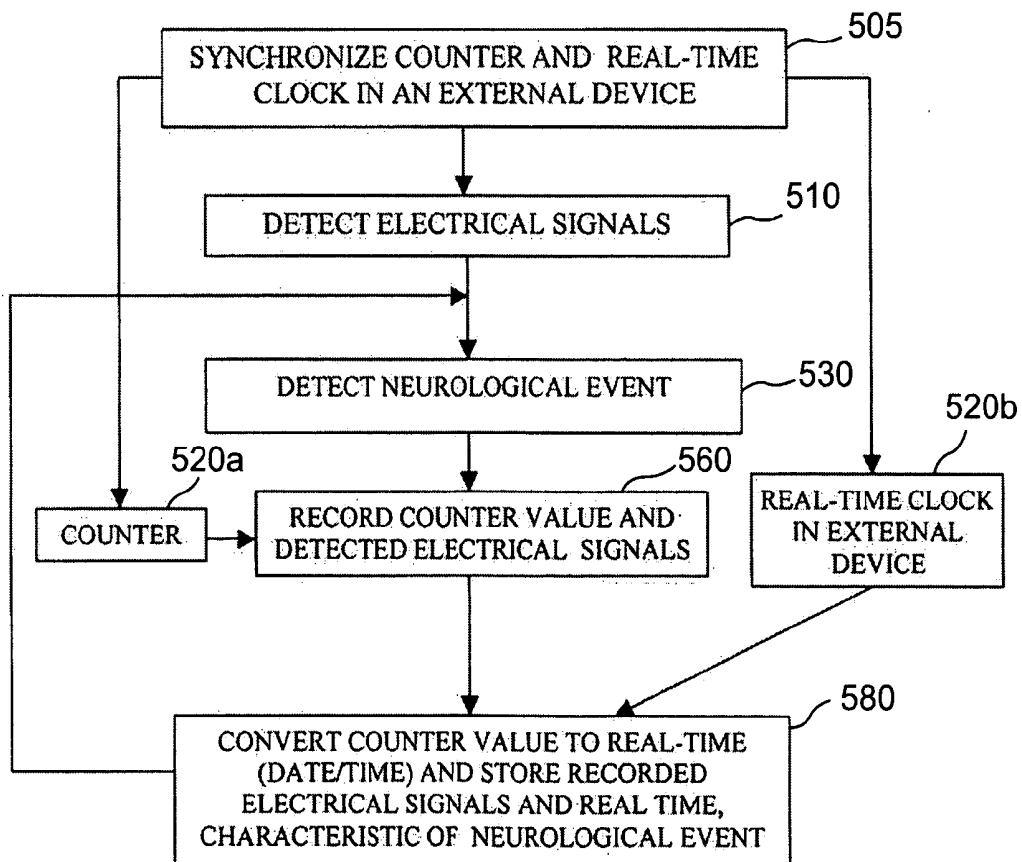 505
SYNCHRONIZE COUNTER AND REAL-TIME
CLOCK IN AN EXTERNAL DEVICE
510
DETECT ELECTRICAL SIGNALS
530
DETECT NEUROLOGICAL EVENT
520a
COUNTER
560
RECORD COUNTER VALUE AND
DETECTED ELECTRICAL SIGNALS
520b
REAL-TIME CLOCK
IN EXTERNAL
DEVICE
580
CONVERT COUNTER VALUE TO REAL-TIME
(DATE/TIME) AND STORE RECORDED
ELECTRICAL SIGNALS AND REAL TIME,
CHARACTERISTIC OF NEUROLOGICAL EVENT